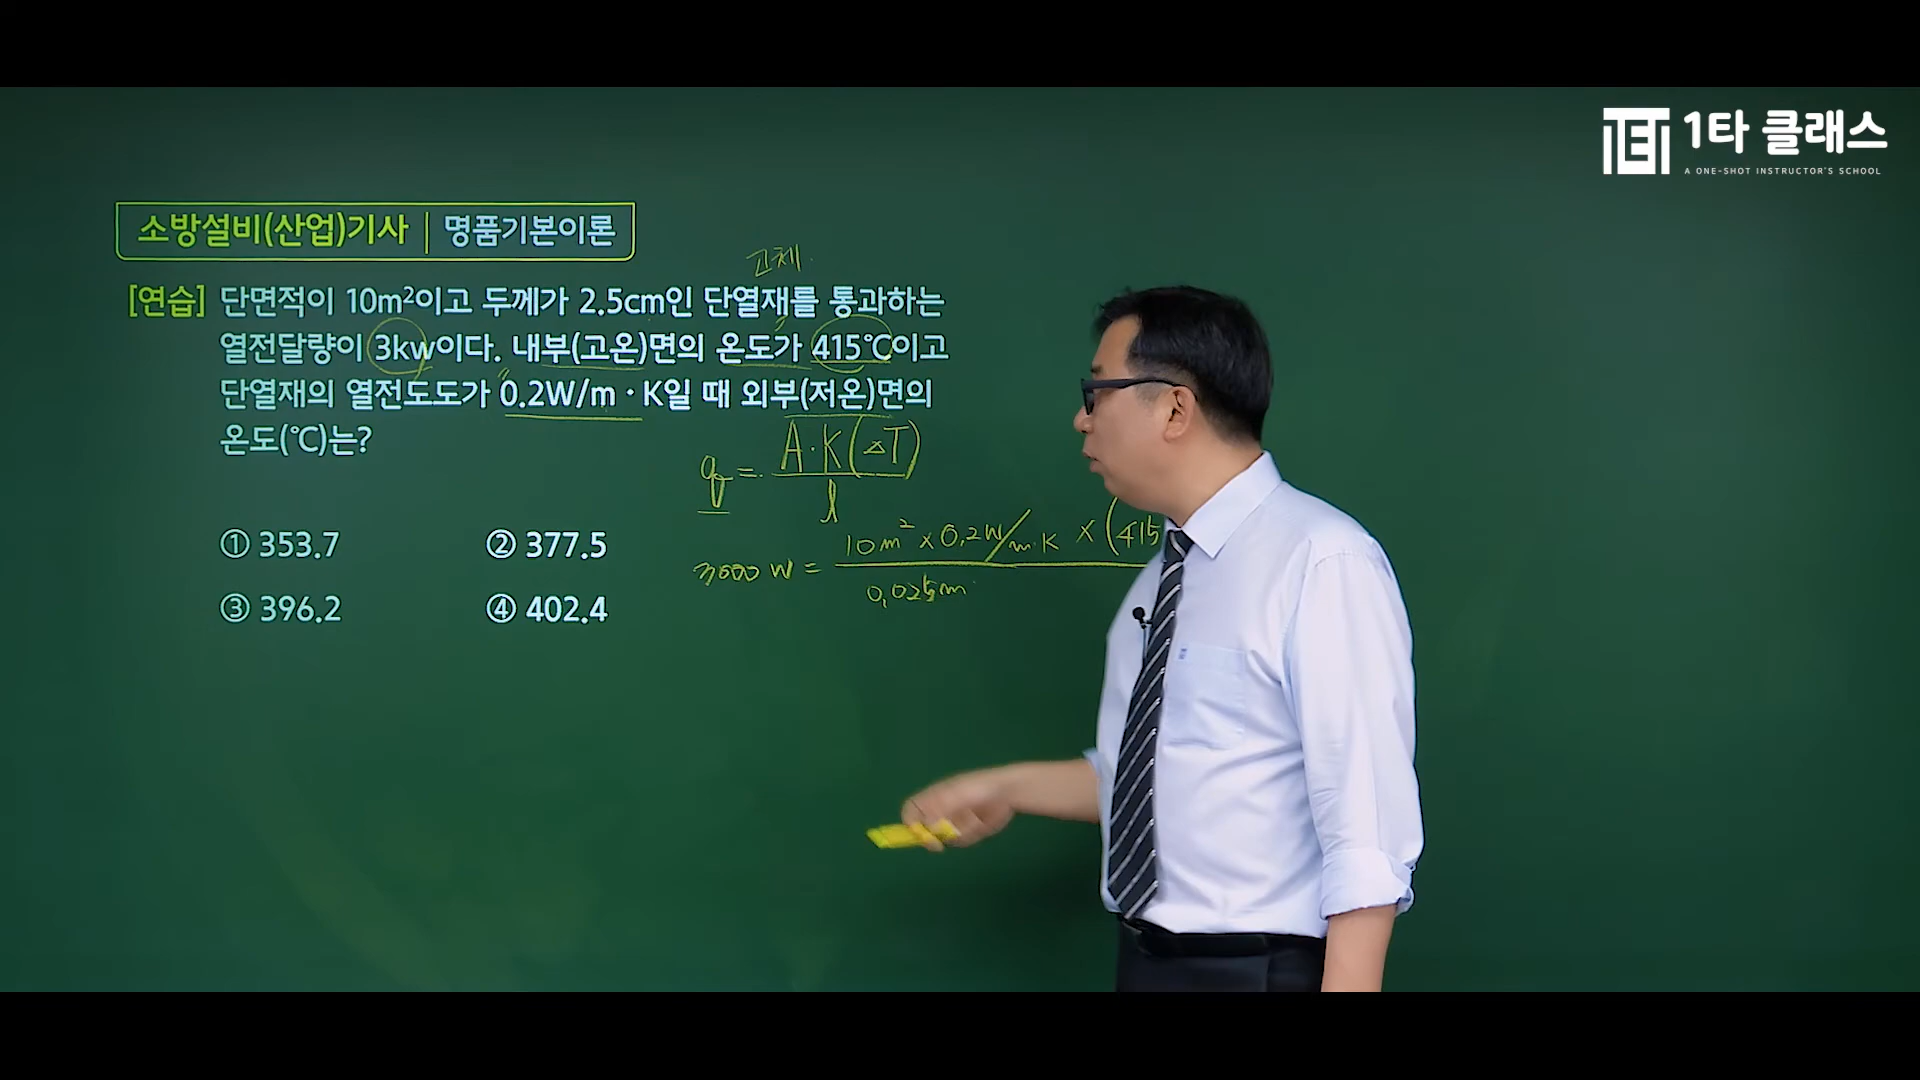 1타 클래스
A ONE-SHOT INSTRUCTOR'S SCHOOL
소방설비(산업)기사 | 명품기본이론
고체
[연습] 단면적이 10m²이고 두께가 2.5cm인 단열재를 통과하는
열전달량이 3kw이다. 내부(고온)면의 온도가 415℃이고
단열재의 열전도도가 0.2W/m · K일 때 외부(저온)면의
온도(℃)는?
q = A·K(△T) / l
① 353.7 ② 377.5
③ 396.2 ④ 402.4
3000 W = 10m² × 0.2W/m·K × (415
0.025m